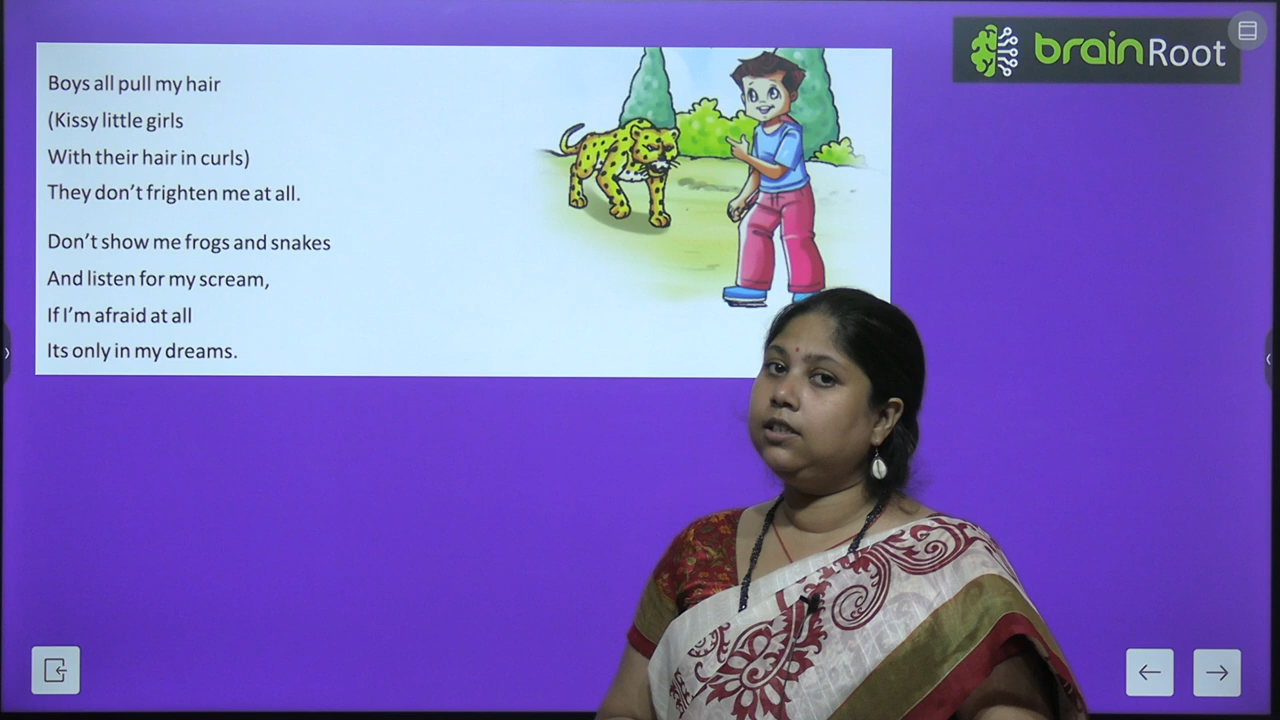 brainRoot
Boys all pull my hair
(Kissy little girls
With their hair in curls)
They don’t frighten me at all.
Don’t show me frogs and snakes
And listen for my scream,
If I’m afraid at all
Its only in my dreams.